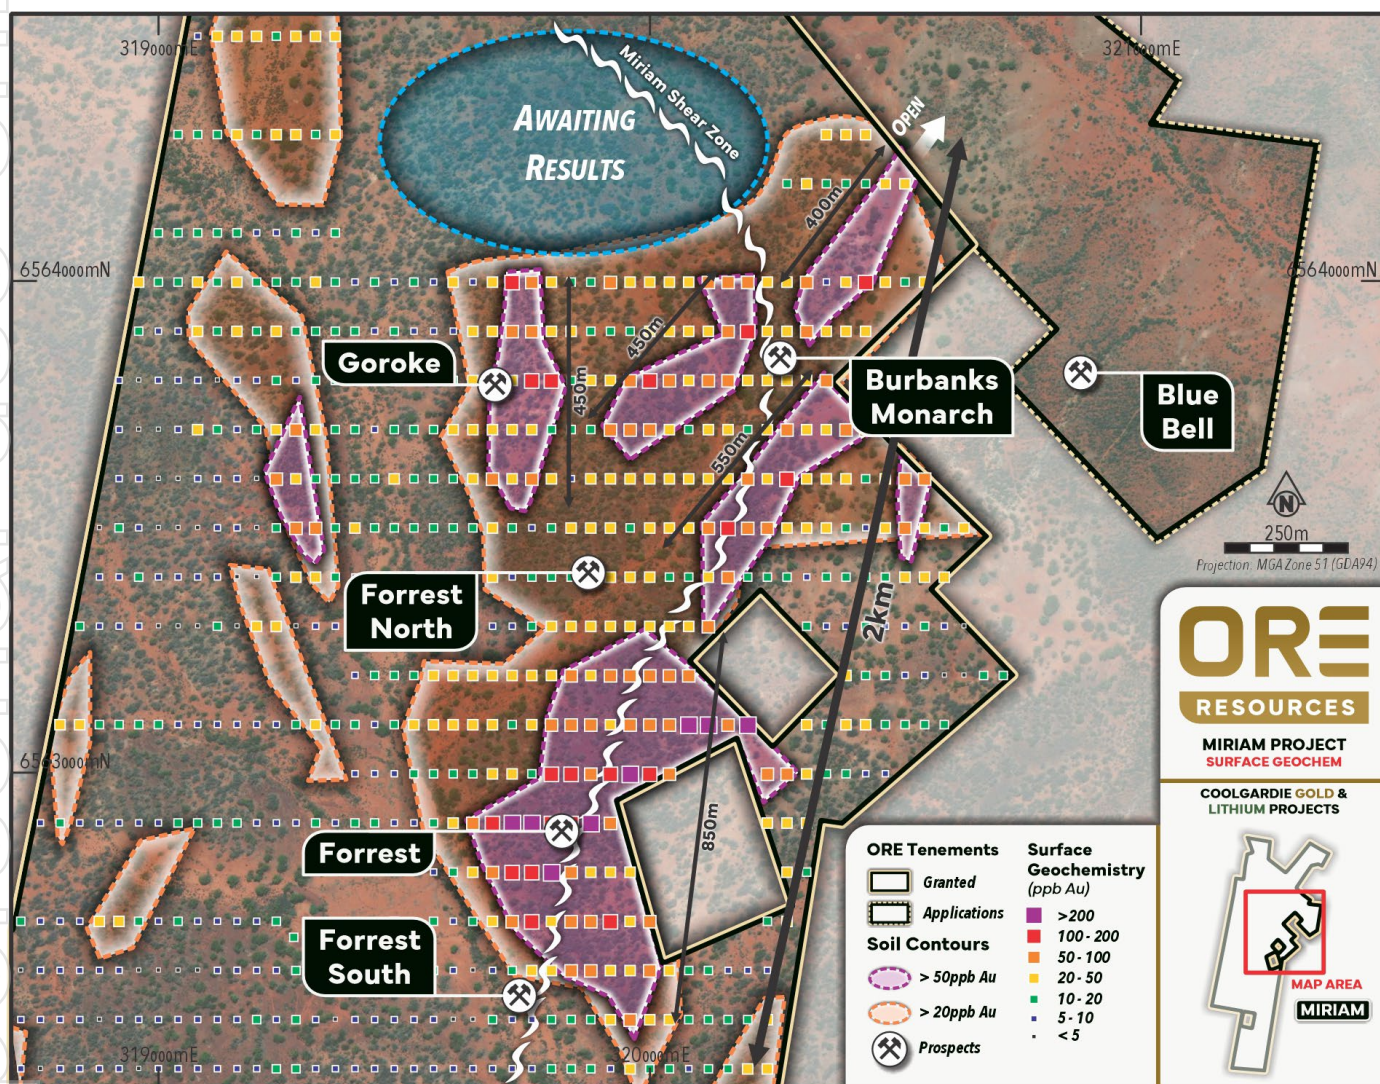 319000mE
321000mE
Miriam Shear Zone
AWAITING
RESULTS
OPEN
400m
6564000mN
6564000mN
450m
450m
Goroke
Burbanks
Monarch
Blue
Bell
550m
N
250m
Projection: MGA Zone 51 (GDA94)
Forrest
North
2km
ORE
RESOURCES
MIRIAM PROJECT
SURFACE GEOCHEM
COOLGARDIE GOLD &
LITHIUM PROJECTS
6563000mN
850m
Forrest
Forrest
South
ORE Tenements
Granted
Applications
Soil Contours
> 50ppb Au
> 20ppb Au
Prospects
Surface
Geochemistry
(ppb Au)
>200
100 - 200
50 - 100
20 - 50
10 - 20
5 - 10
< 5
MAP AREA
MIRIAM
319000mE
20000mE